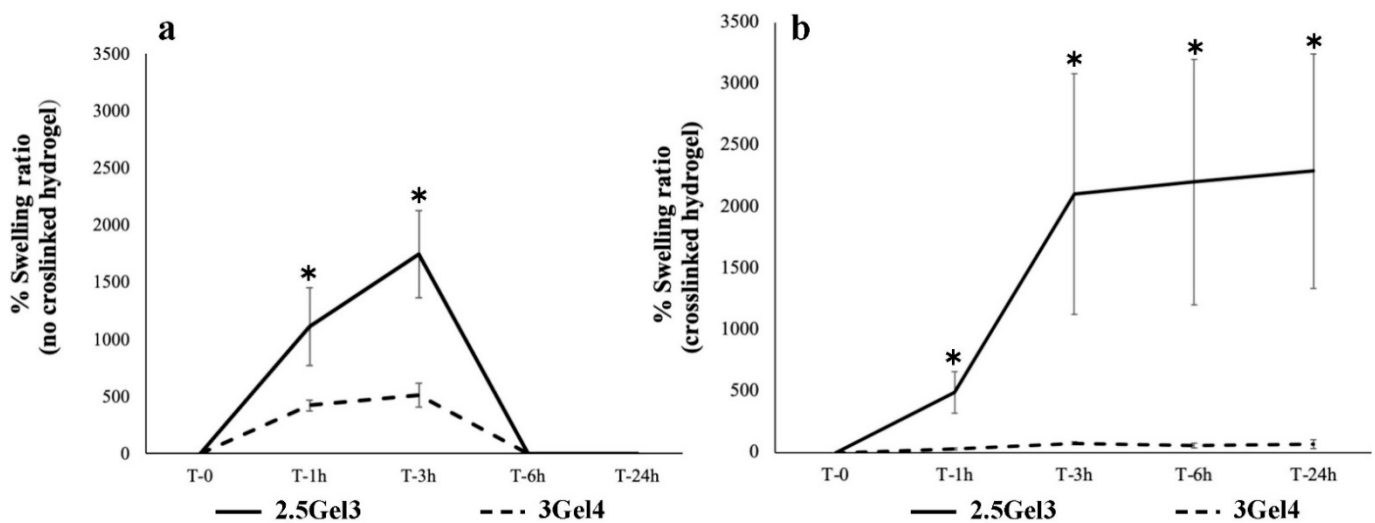 a
% Swelling ratio
(no croslinked hydrogel)
3500
3000
2500
2000
1500
1000
500
0
*
*
T-0 T-1h T-3h T-6h T-24h
2.5Gel3 3Gel4
b
% Swelling ratio
(crosslinked hydrogel)
3500
3000
2500
2000
1500
1000
500
0
*
*
*
*
T-0 T-1h T-3h T-6h T-24h
2.5Gel3 3Gel4